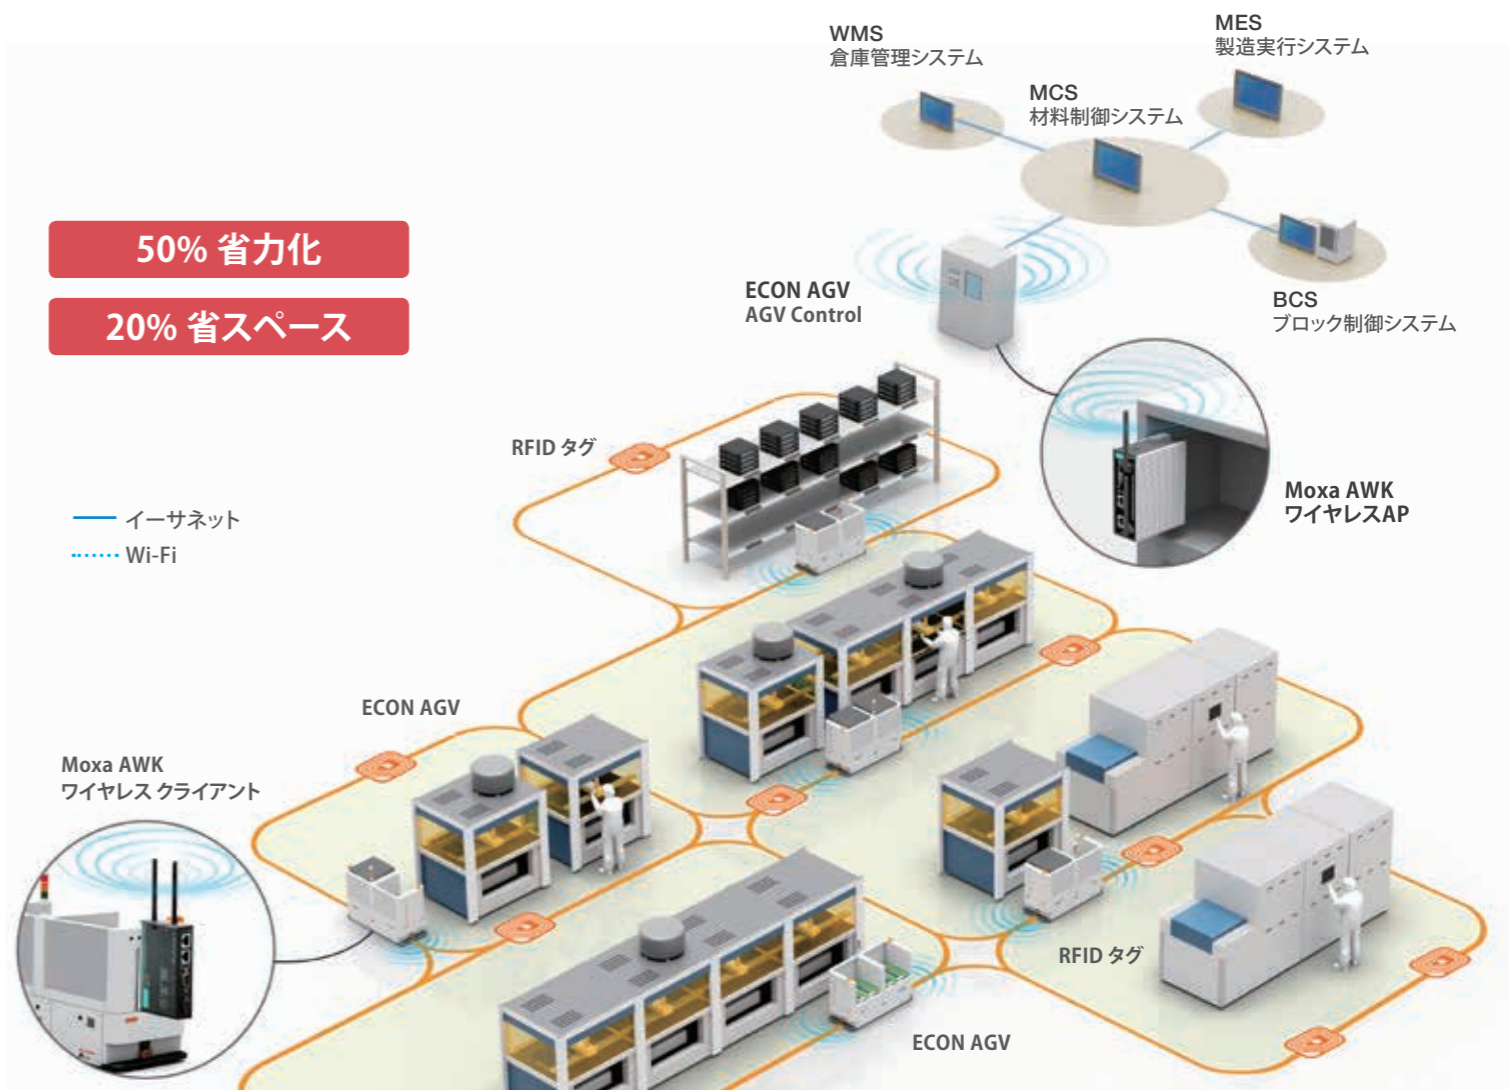 WMS
倉庫管理システム
MES
製造実行システム
MCS
材料制御システム
50% 省力化
20% 省スペース
ECON AGV
AGV Control
BCS
ブロック制御システム
RFID タグ
Moxa AWK
ワイヤレスAP
イーサネット
Wi-Fi
ECON AGV
Moxa AWK
ワイヤレス クライアント
RFID タグ
ECON AGV